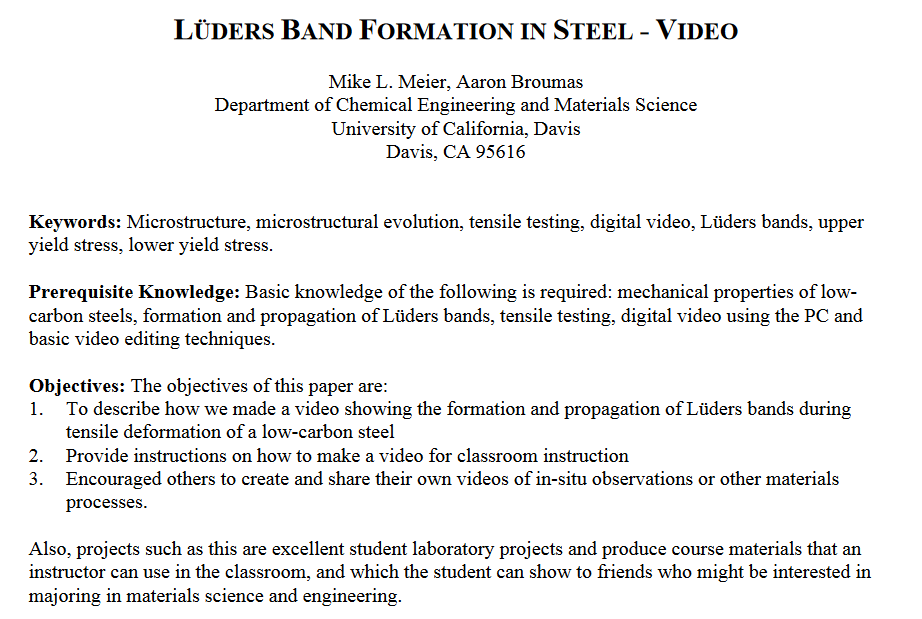 LÜDERS BAND FORMATION IN STEEL - VIDEO
Mike L. Meier, Aaron Broumas
Department of Chemical Engineering and Materials Science
University of California, Davis
Davis, CA 95616
Keywords: Microstructure, microstructural evolution, tensile testing, digital video, Lüders bands, upper
yield stress, lower yield stress.
Prerequisite Knowledge: Basic knowledge of the following is required: mechanical properties of low-
carbon steels, formation and propagation of Lüders bands, tensile testing, digital video using the PC and
basic video editing techniques.
Objectives: The objectives of this paper are:
1. To describe how we made a video showing the formation and propagation of Lüders bands during
tensile deformation of a low-carbon steel
2. Provide instructions on how to make a video for classroom instruction
3. Encouraged others to create and share their own videos of in-situ observations or other materials
processes.
Also, projects such as this are excellent student laboratory projects and produce course materials that an
instructor can use in the classroom, and which the student can show to friends who might be interested in
majoring in materials science and engineering.